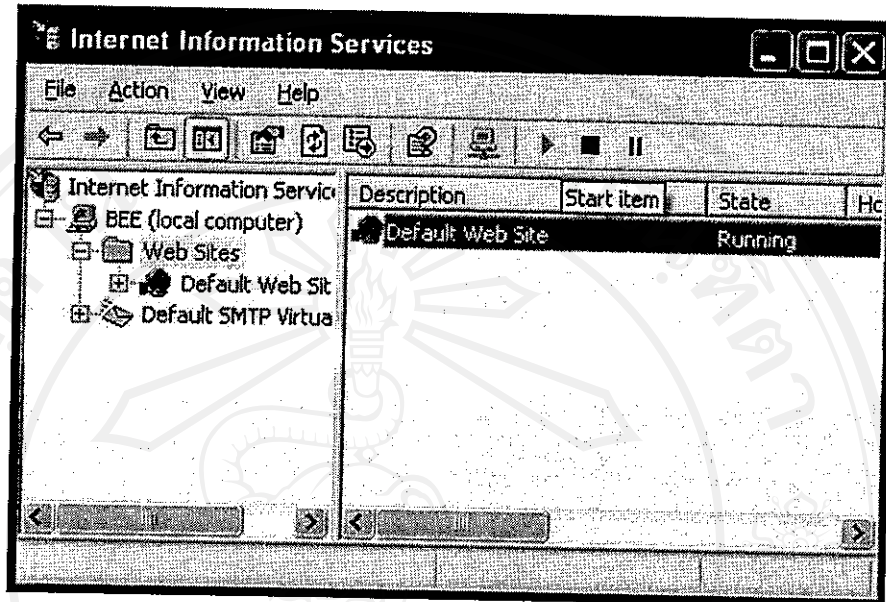 Internet Information Services
File Action View Help
Internet Information Servic
Description Start item State Ho
BEE (local computer)
Default Web Site Running
Web Sites
Default Web Sit
Default SMTP Virtua